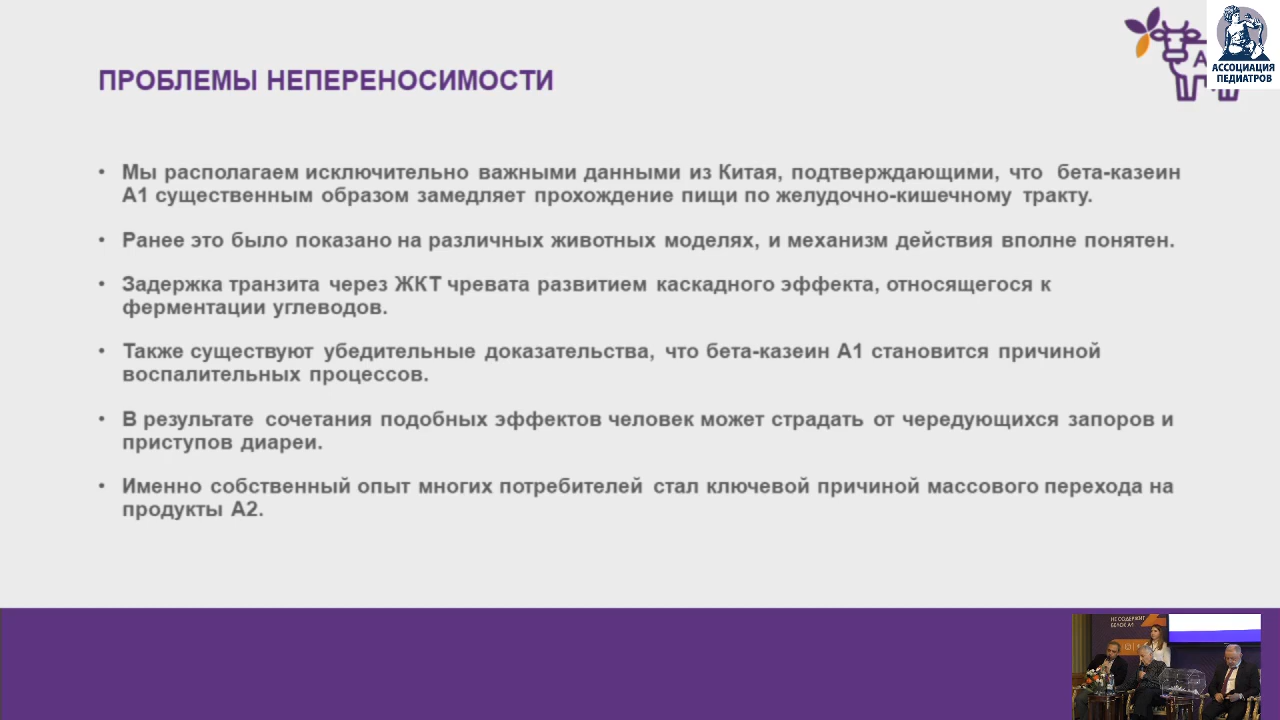 ПРОБЛЕМЫ НЕПЕРЕНОСИМОСТИ
АССОЦИАЦИЯ
ПЕДИАТРОВ
• Мы располагаем исключительно важными данными из Китая, подтверждающими, что бета-казеин
А1 существенным образом замедляет прохождение пищи по желудочно-кишечному тракту.
• Ранее это было показано на различных животных моделях, и механизм действия вполне понятен.
• Задержка транзита через ЖКТ чревата развитием каскадного эффекта, относящегося к
ферментации углеводов.
• Также существуют убедительные доказательства, что бета-казеин А1 становится причиной
воспалительных процессов.
• В результате сочетания подобных эффектов человек может страдать от чередующихся запоров и
приступов диареи.
• Именно собственный опыт многих потребителей стал ключевой причиной массового перехода на
продукты А2.
НЕ СОДЕРЖИТ
БЕЛОК А1